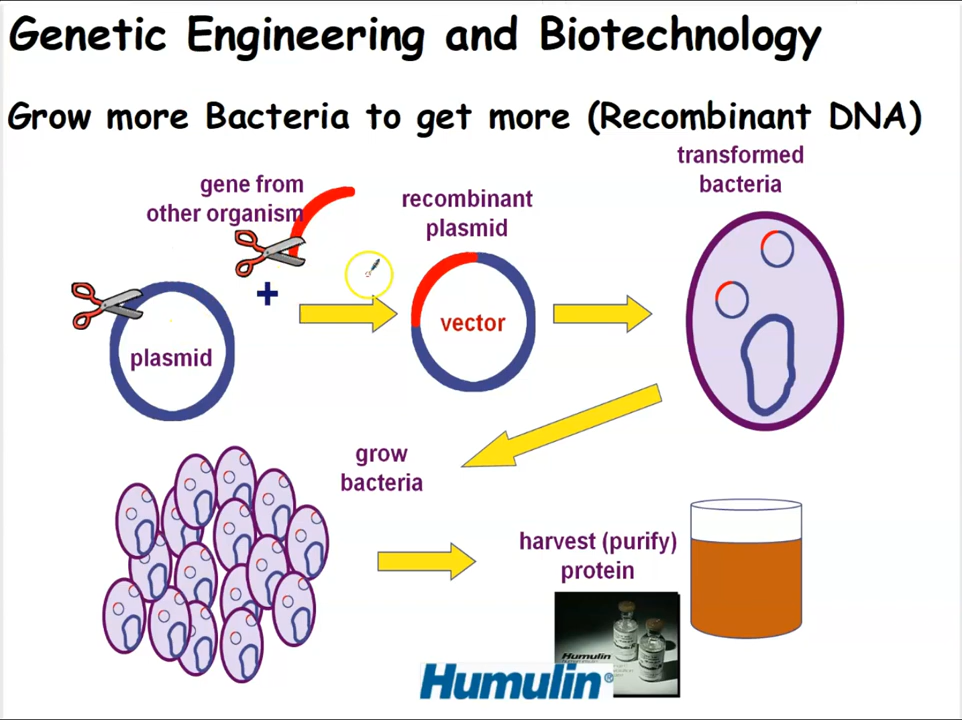 Genetic Engineering and Biotechnology
Grow more Bacteria to get more (Recombinant DNA)
gene from
other organism
recombinant
plasmid
transformed
bacteria
+
plasmid
vector
grow
bacteria
harvest (purify)
protein
Humulin
Humulin®